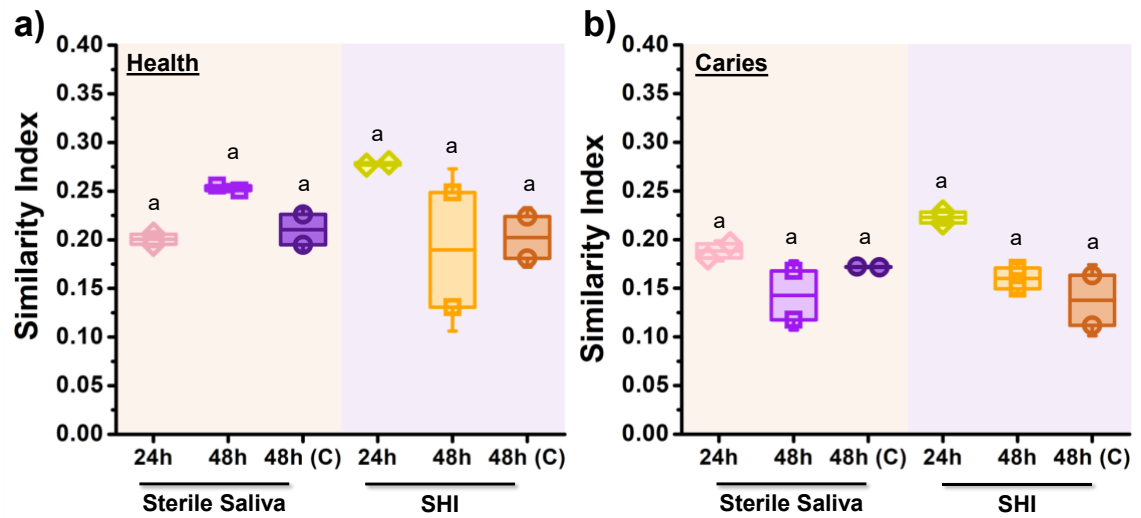 a)
Health
Similarity Index
0.40
0.35
0.30
0.25
0.20
0.15
0.10
0.05
0.00
a a a a a a
24h 48h 48h (C) 24h 48h 48h (C)
Sterile Saliva SHI
b)
Caries
Similarity Index
0.40
0.35
0.30
0.25
0.20
0.15
0.10
0.05
0.00
a a a a a a
24h 48h 48h (C) 24h 48h 48h (C)
Sterile Saliva SHI